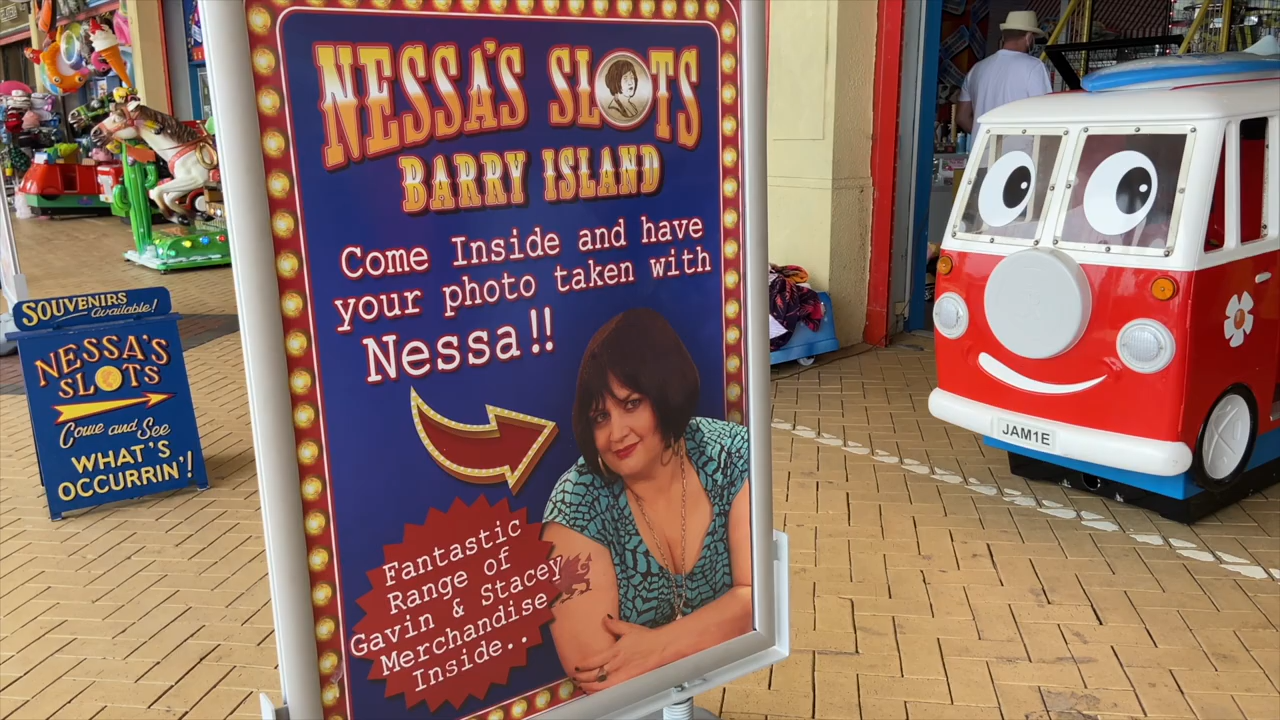 NESSA'S SLOTS
BARRY ISLAND
Come Inside and have
your photo taken with
Nessa!!
Fantastic
Range of
Gavin & Stacey
Merchandise
Inside..
SOUVENIRS
Available!
NESSA'S
SLOTS
Come and See
WHAT'S
OCCURRIN'!
JAM1E